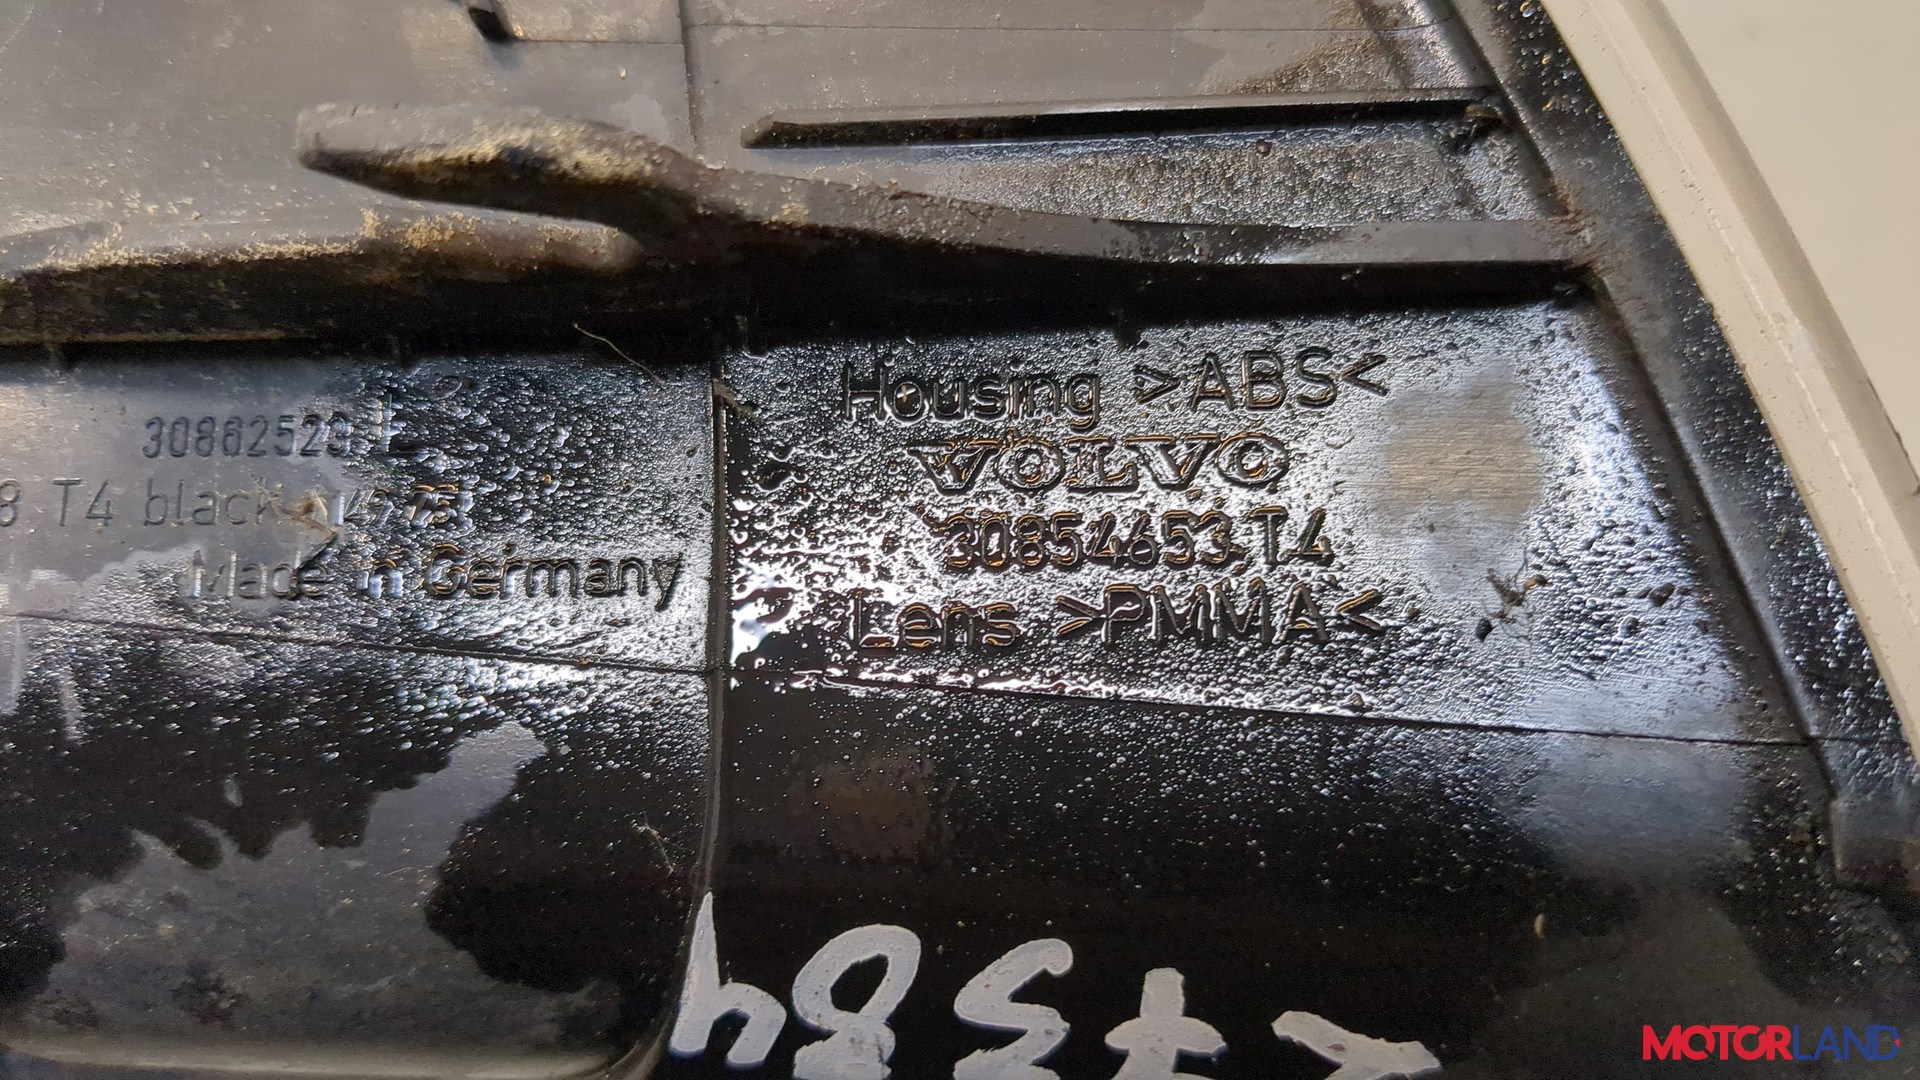 30862523 L
8 T4 black
Made in Germany
Housing >ABS<
VOLVO
30854653 T4
Lens >PMMA<
MOTORLAND